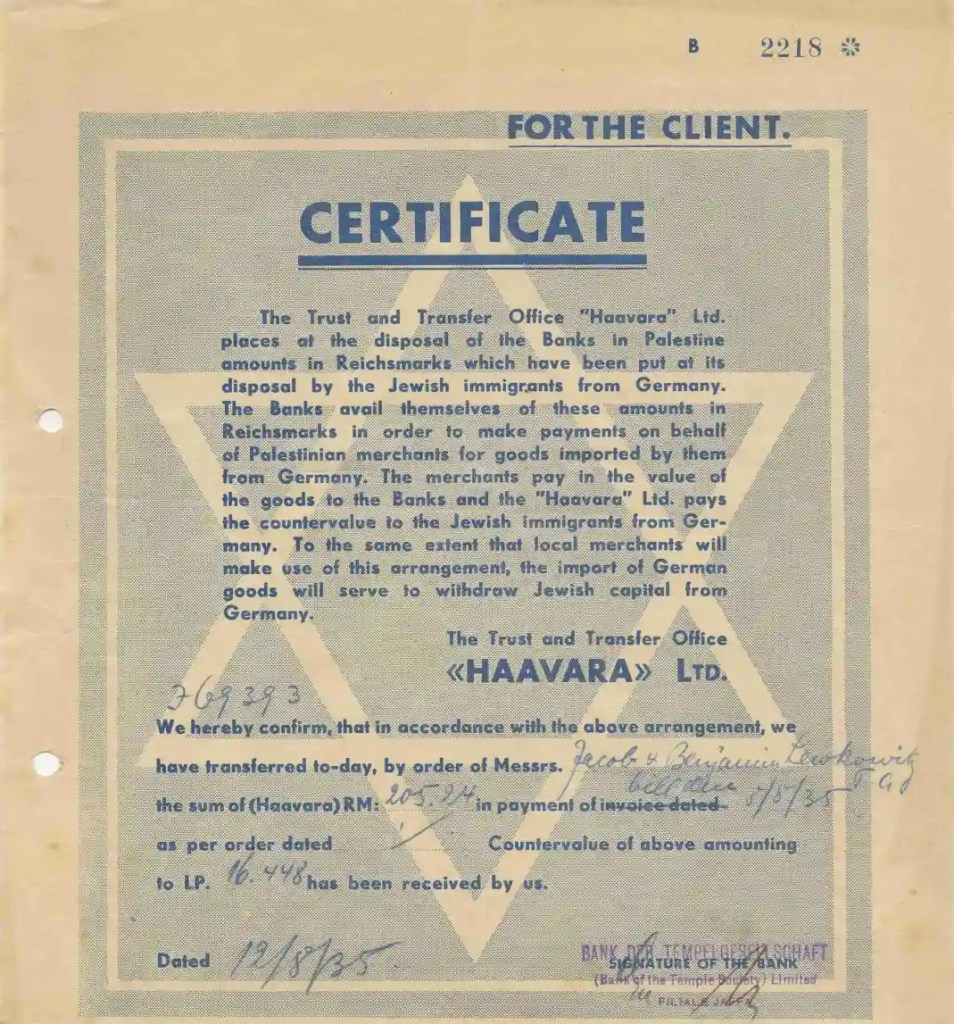 B 2218
FOR THE CLIENT.
CERTIFICATE
The Trust and Transfer Office "Haavara" Ltd.
places at the disposal of the Banks in Palestine
amounts in Reichsmarks which have been put at its
disposal by the Jewish immigrants from Germany.
The Banks avail themselves of these amounts in
Reichsmarks in order to make payments on behalf
of Palestinian merchants for goods imported by them
from Germany. The merchants pay in the value of
the goods to the Banks and the "Haavara" Ltd. pays
the countervalue to the Jewish immigrants from Ger-
many. To the same extent that local merchants will
make use of this arrangement, the import of German
goods will serve to withdraw Jewish capital from
Germany.
The Trust and Transfer Office
«HAAVARA» LTD.
769393
We hereby confirm, that in accordance with the above arrangement, we
have transferred to-day, by order of Messrs. Jacob & Benjamin Lewkowitz
bill due 5/8/35
the sum of (Haavara) RM: 205.24 in payment of invoice dated
as per order dated Countervalue of above amounting
to LP. 16.448 has been received by us.
Dated 12/8/35
BANK DER TEMPELGESELLSCHAFT
SIGNATURE OF THE BANK
(Bank of the Temple Society) Limited
FILIALE JAFFA